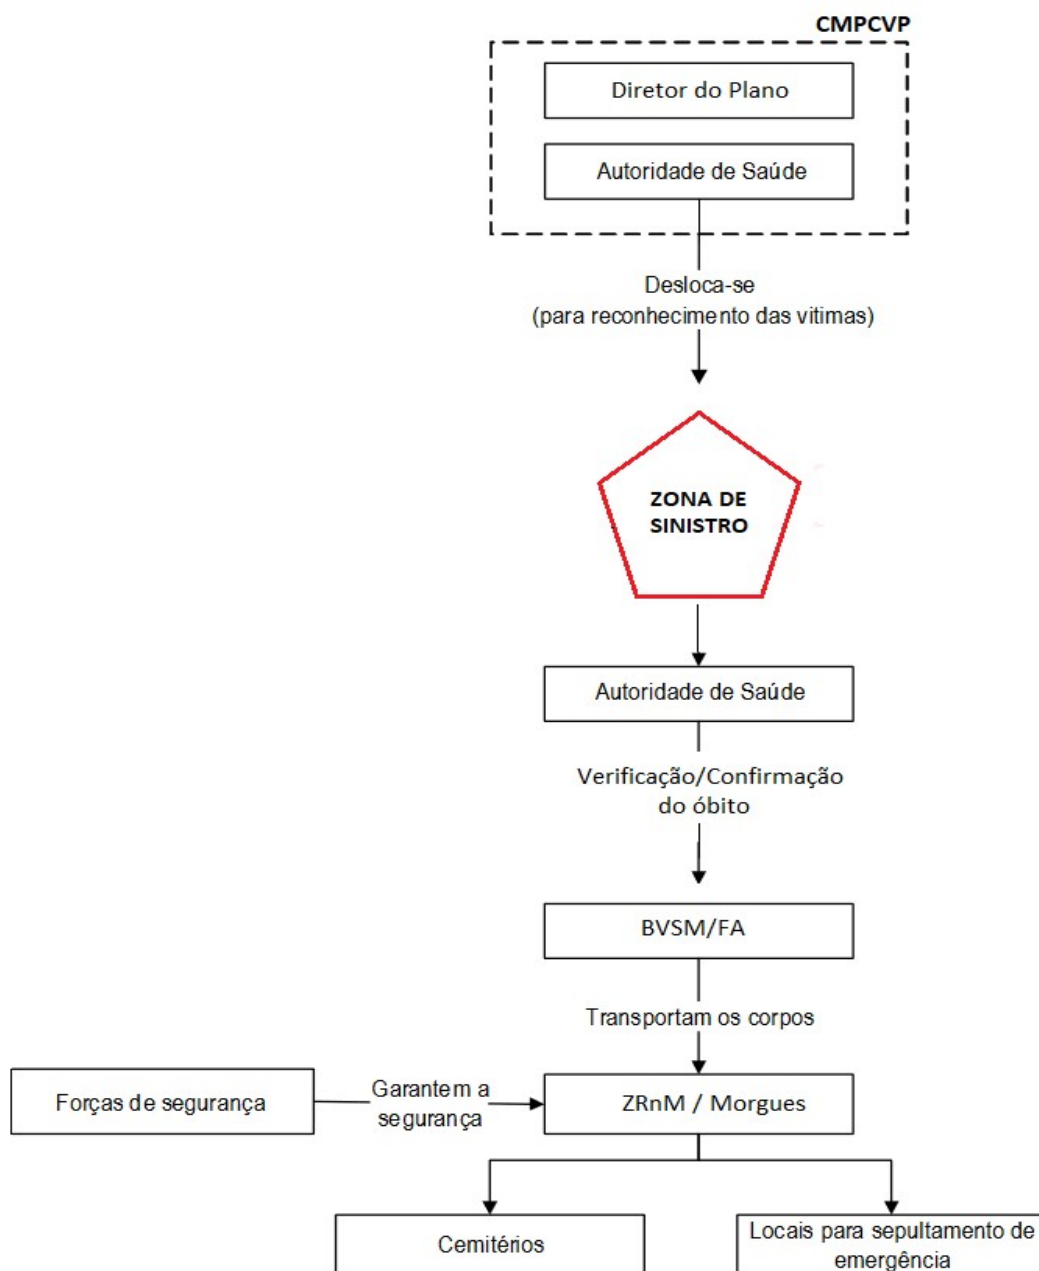 CMPCVP
Diretor do Plano
Autoridade de Saúde
Desloca-se
(para reconhecimento das vitimas)
ZONA DE
SINISTRO
Autoridade de Saúde
Verificação/Confirmação
do óbito
BVSM/FA
Transportam os corpos
Forças de segurança
Garantem a
segurança
ZRnM / Morgues
Cemitérios
Locais para sepultamento de
emergência